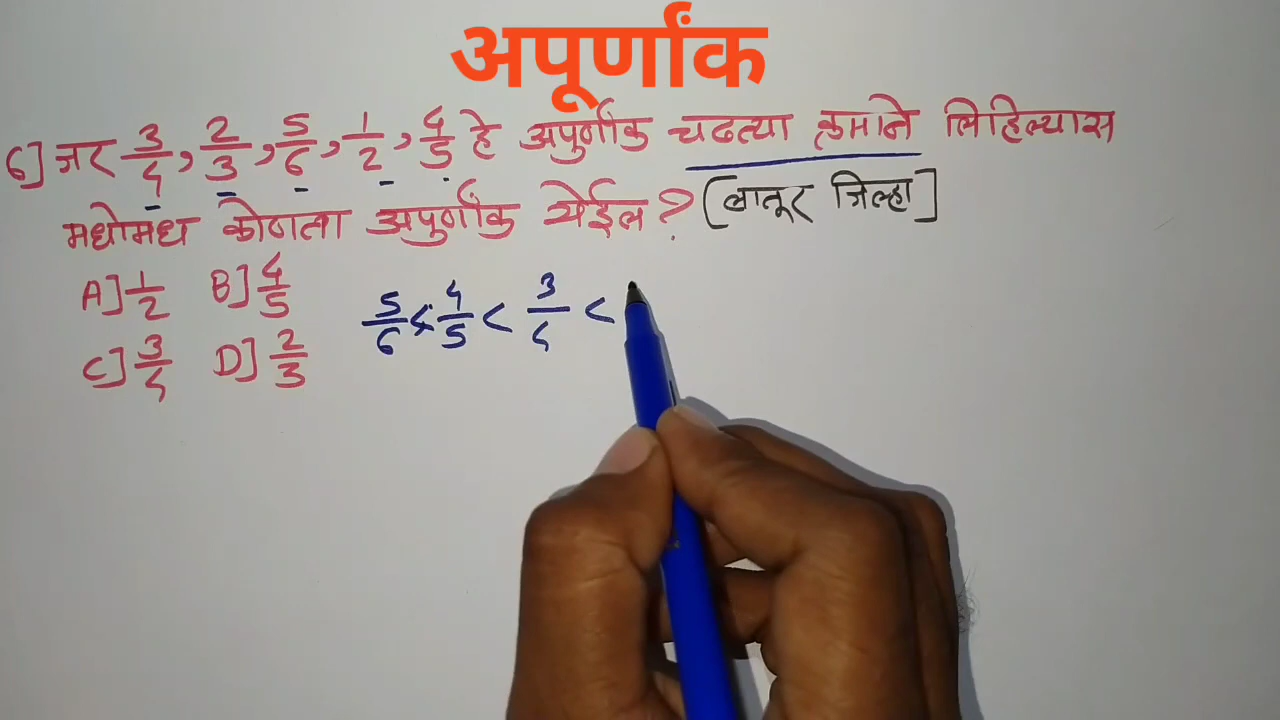 अपूर्णांक
6] जर 3/4, 2/3, 5/6, 1/2, 4/5 हे अपुर्णांक चढत्या क्रमाने लिहिल्यास
मधोमध कोणता अपुर्णांक येईल? [लातूर जिल्हा]
A] 1/2 B] 4/5
C] 3/4 D] 2/3
5/6 < 4/5 < 3/4 <